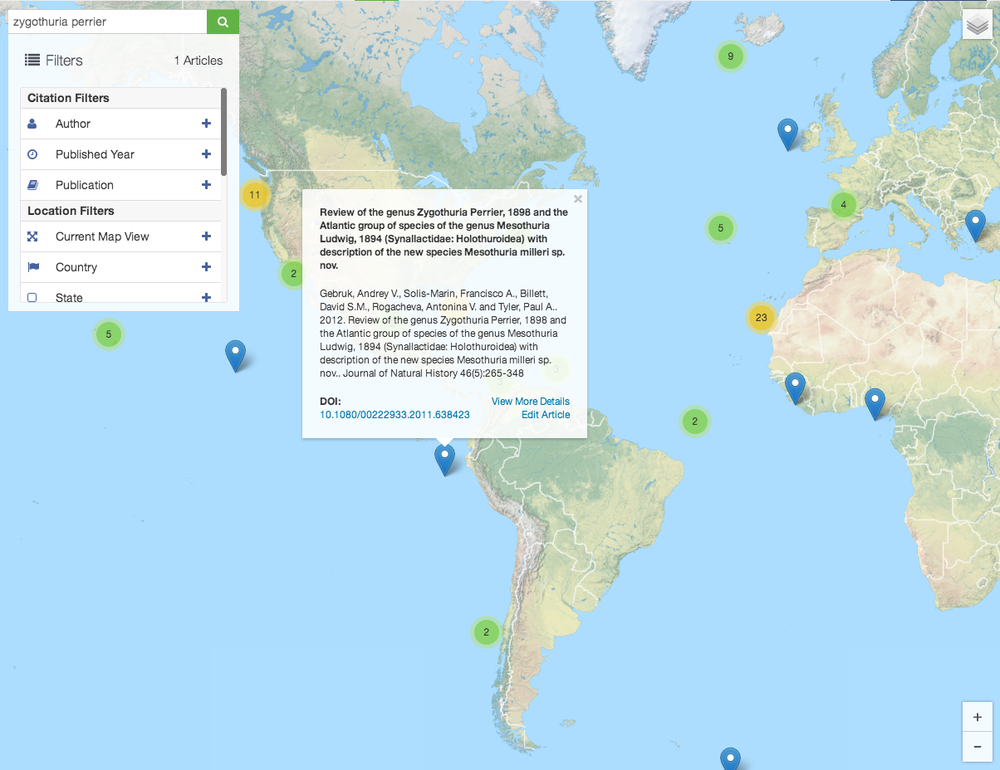 zygothuria perrier
Filters
1 Articles
Citation Filters
Author
Published Year
Publication
Location Filters
Current Map View
Country
State
9
11
4
5
2
23
5
Review of the genus Zygothuria Perrier, 1898 and the
Atlantic group of species of the genus Mesothuria
Ludwig, 1894 (Synallactidae: Holothuroidea) with
description of the new species Mesothuria milleri sp.
nov.
Gebruk, Andrey V., Solis-Marin, Francisco A., Billett,
David S.M., Rogacheva, Antonina V. and Tyler, Paul A..
2012. Review of the genus Zygothuria Perrier, 1898 and
the Atlantic group of species of the genus Mesothuria
Ludwig, 1894 (Synallactidae: Holothuroidea) with
description of the new species Mesothuria milleri sp.
nov.. Journal of Natural History 46(5):265-348
DOI:
View More Details
10.1080/00222933.2011.638423
Edit Article
2
2
+
−